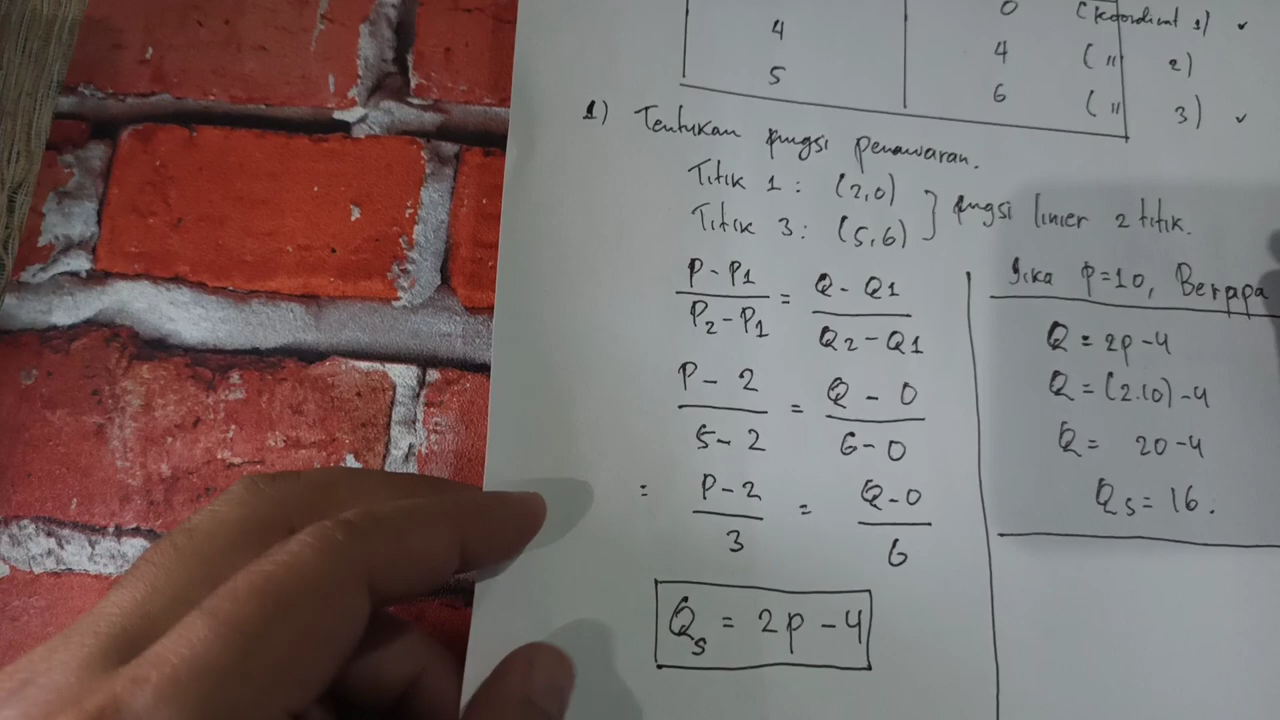 0 (koordinat 1) ✓
4 4 (" 2)
5 6 (" 3) ✓
1) Tentukan fungsi penawaran.
Titik 1 : (2,0)
Titik 3 : (5,6) } fungsi linier 2 titik.
P - P1 / P2 - P1 = Q - Q1 / Q2 - Q1
P - 2 / 5 - 2 = Q - 0 / 6 - 0
= P - 2 / 3 = Q - 0 / 6
Qs = 2p - 4
Jika p=10, Berapa
Q = 2p - 4
Q = (2.10) - 4
Q = 20 - 4
Qs = 16.